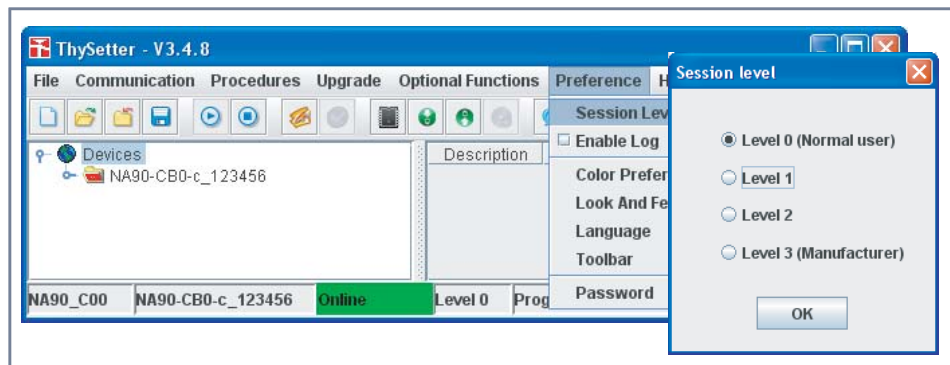 ThySetter - V3.4.8
File Communication Procedures Upgrade Optional Functions Preference H
Session Lev
Enable Log
Color Prefer
Look And Fe
Language
Toolbar
Password
Devices
NA90-CB0-c_123456
Description
NA90_C00 NA90-CB0-c_123456 Online Level 0 Prog
Session level
Level 0 (Normal user)
Level 1
Level 2
Level 3 (Manufacturer)
OK